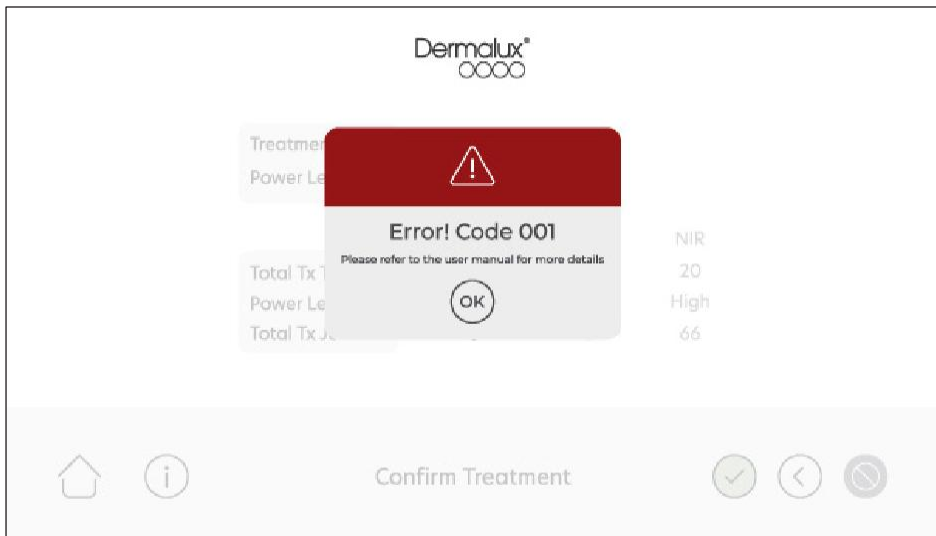 Dermalux®
Treatmen
Power Le
Error! Code 001
Please refer to the user manual for more details
OK
NIR
Total Tx T
20
Power Le
High
Total Tx
66
Confirm Treatment